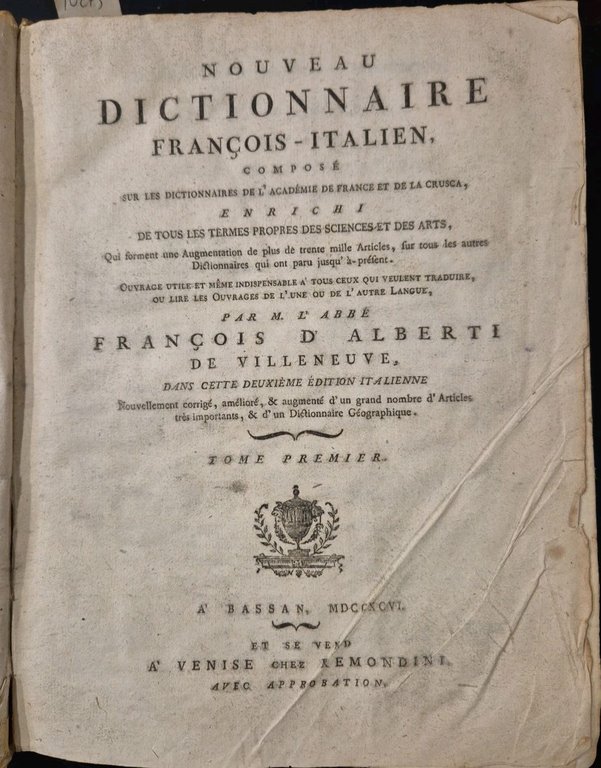 NOUVEAU
DICTIONNAIRE
FRANÇOIS-ITALIEN,
COMPOSÉ
SUR LES DICTIONNAIRES DE L'ACADÉMIE DE FRANCE ET DE LA CRUSCA,
ENRICHI
DE TOUS LES TERMES PROPRES DES SCIENCES ET DES ARTS,
Qui forment une Augmentation de plus de trente mille Articles, sur tous les autres
Dictionnaires qui ont paru jusqu'à-présent.
OUVRAGE UTILE ET MÊME INDISPENSABLE A' TOUS CEUX QUI VEULENT TRADUIRE,
OU LIRE LES OUVRAGES DE L'UNE OU DE L'AUTRE LANGUE,
PAR M. L'ABBÉ
FRANÇOIS D'ALBERTI
DE VILLENEUVE,
DANS CETTE DEUXIÈME ÉDITION ITALIENNE
Nouvellement corrigé, amélioré, & augmenté d'un grand nombre d'Articles
très importants, & d'un Dictionnaire Géographique.
TOME PREMIER.
A' BASSAN, MDCCXCVI.
ET SE VEND
A' VENISE CHEZ REMONDINI.
AVEC APPROBATION.